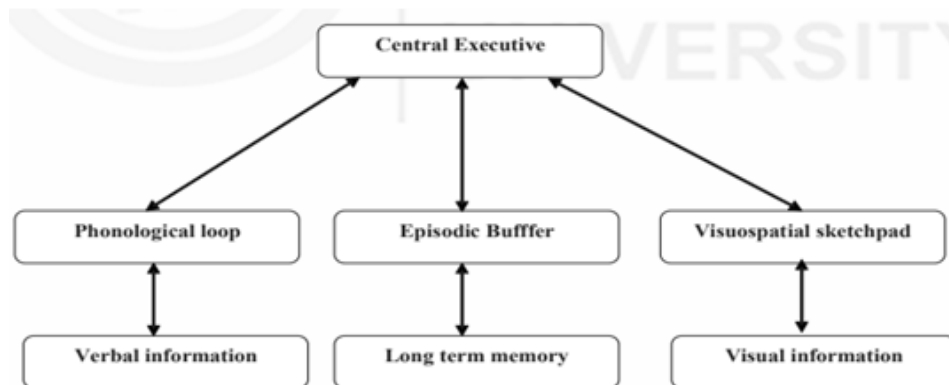 Central Executive
VERSITY
Phonological loop
Episodic Bufffer
Visuospatial sketchpad
Verbal information
Long term memory
Visual information